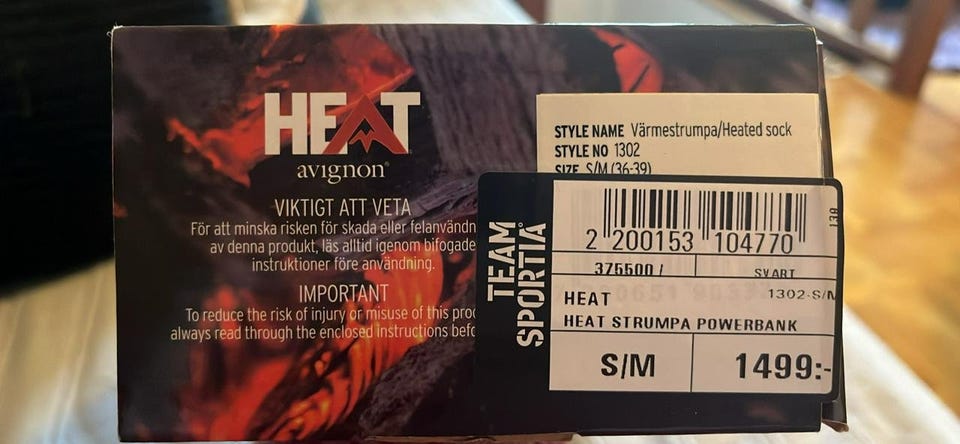 HEAT
avignon®
VIKTIGT ATT VETA
För att minska risken för skada eller felanvändn
av denna produkt, läs alltid igenom bifogade
instruktioner före användning.
IMPORTANT
To reduce the risk of injury or misuse of this proc
always read through the enclosed instructions befo
STYLE NAME Värmestrumpa/Heated sock
STYLE NO 1302
SIZE S/M (36-39)
TEAM
SPORTIA®
2 200153 104770
138
375500 / SVART
HEAT 1302-S/M
HEAT STRUMPA POWERBANK
S/M 1499:-